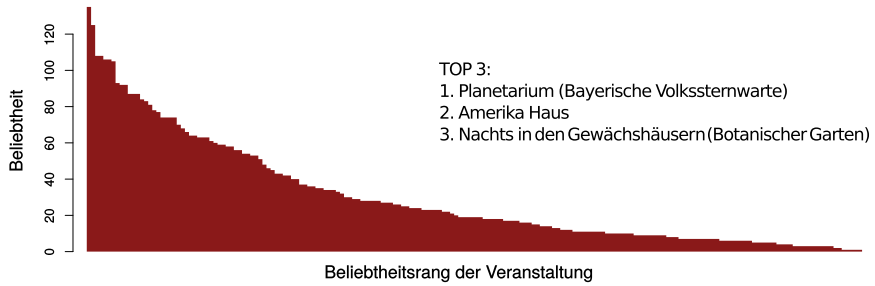 Beliebtheit
0
20
40
60
80
100
120
TOP 3:
1. Planetarium (Bayerische Volkssternwarte)
2. Amerika Haus
3. Nachts in den Gewächshäusern (Botanischer Garten)
Beliebtheitsrang der Veranstaltung